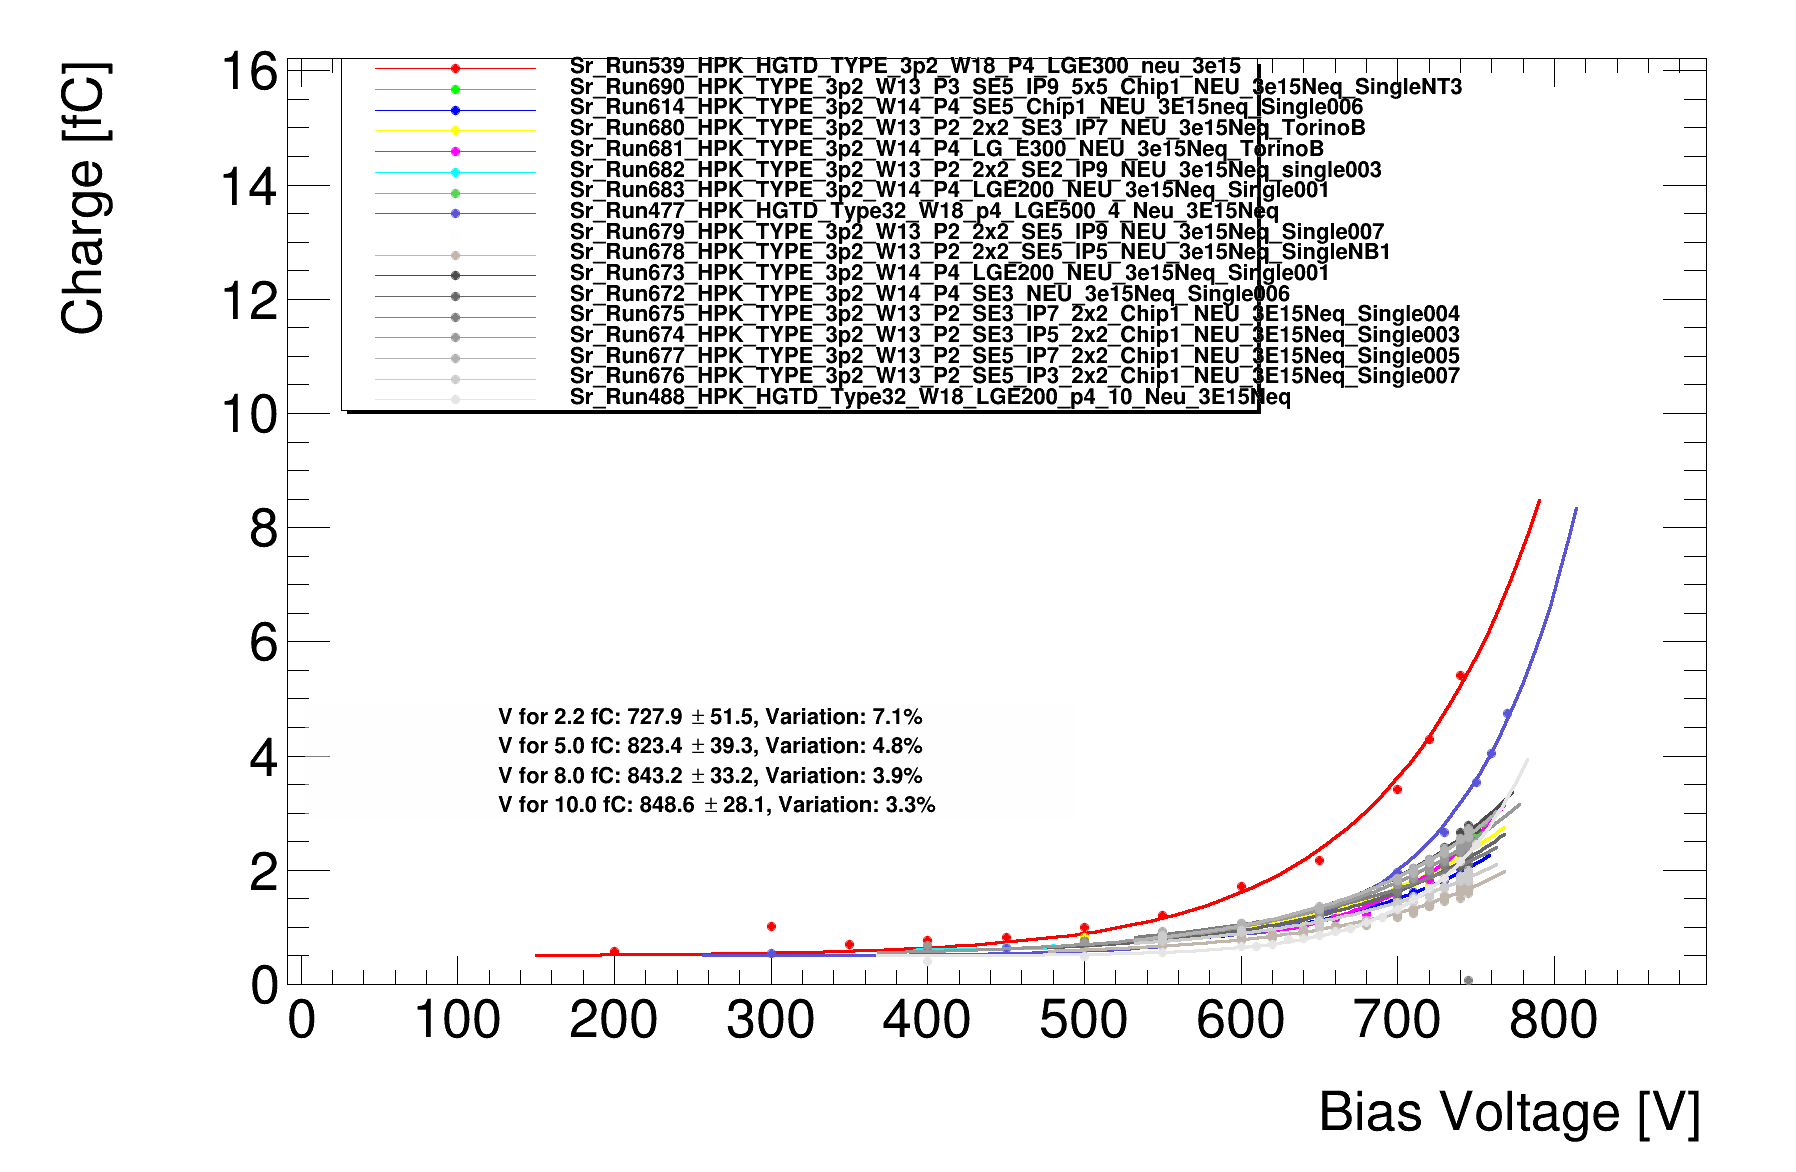 Charge [fC]
16
14
12
10
8
6
4
2
0
Sr_Run539_HPK_HGTD_TYPE_3p2_W18_P4_LGE300_neu_3e15
Sr_Run690_HPK_TYPE_3p2_W13_P3_SE5_IP9_5x5_Chip1_NEU_3e15Neq_SingleNT3
Sr_Run614_HPK_TYPE_3p2_W14_P4_SE5_Chip1_NEU_3E15neq_Single006
Sr_Run680_HPK_TYPE_3p2_W13_P2_2x2_SE3_IP7_NEU_3e15Neq_TorinoB
Sr_Run681_HPK_TYPE_3p2_W14_P4_LG_E300_NEU_3e15Neq_TorinoB
Sr_Run682_HPK_TYPE_3p2_W13_P2_2x2_SE2_IP9_NEU_3e15Neq_single003
Sr_Run683_HPK_TYPE_3p2_W14_P4_LGE200_NEU_3e15Neq_Single001
Sr_Run477_HPK_HGTD_Type32_W18_p4_LGE500_4_Neu_3E15Neq
Sr_Run679_HPK_TYPE_3p2_W13_P2_2x2_SE5_IP9_NEU_3e15Neq_Single007
Sr_Run678_HPK_TYPE_3p2_W13_P2_2x2_SE5_IP5_NEU_3e15Neq_SingleNB1
Sr_Run673_HPK_TYPE_3p2_W14_P4_LGE200_NEU_3e15Neq_Single001
Sr_Run672_HPK_TYPE_3p2_W14_P4_SE3_NEU_3e15Neq_Single006
Sr_Run675_HPK_TYPE_3p2_W13_P2_SE3_IP7_2x2_Chip1_NEU_3E15Neq_Single004
Sr_Run674_HPK_TYPE_3p2_W13_P2_SE3_IP5_2x2_Chip1_NEU_3E15Neq_Single003
Sr_Run677_HPK_TYPE_3p2_W13_P2_SE5_IP7_2x2_Chip1_NEU_3E15Neq_Single005
Sr_Run676_HPK_TYPE_3p2_W13_P2_SE5_IP3_2x2_Chip1_NEU_3E15Neq_Single007
Sr_Run488_HPK_HGTD_Type32_W18_LGE200_p4_10_Neu_3E15Neq
V for 2.2 fC: 727.9 ± 51.5, Variation: 7.1%
V for 5.0 fC: 823.4 ± 39.3, Variation: 4.8%
V for 8.0 fC: 843.2 ± 33.2, Variation: 3.9%
V for 10.0 fC: 848.6 ± 28.1, Variation: 3.3%
0 100 200 300 400 500 600 700 800
Bias Voltage [V]